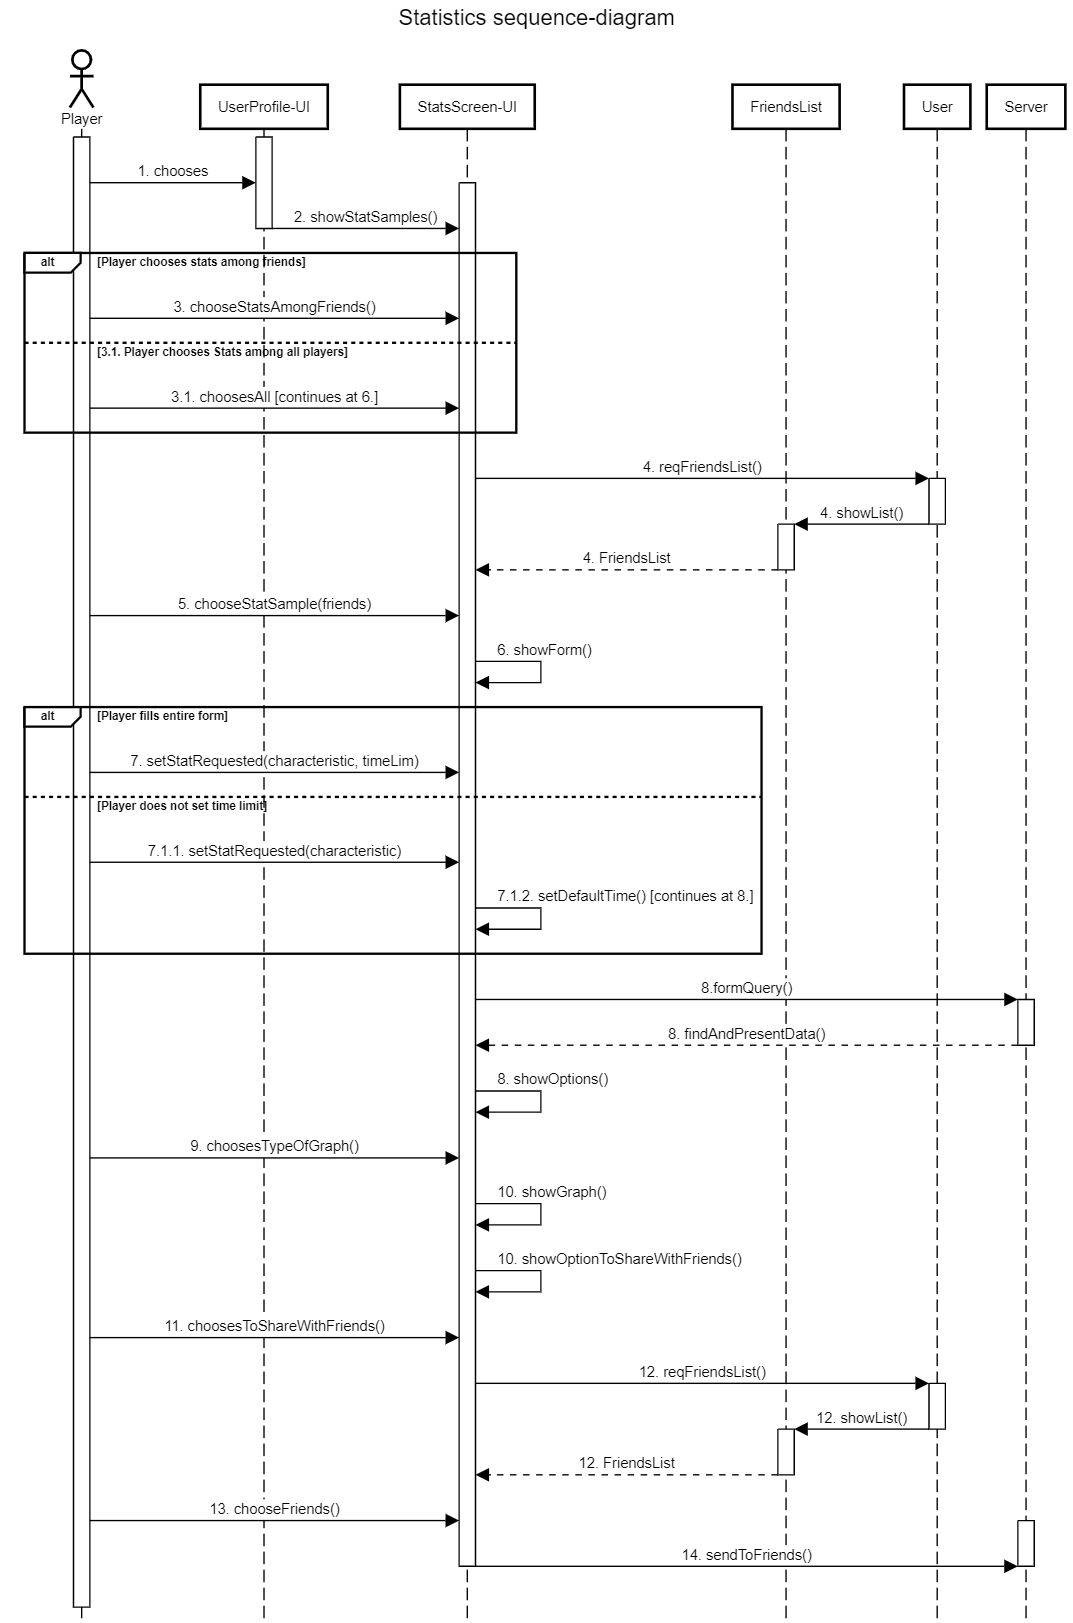 Statistics sequence-diagram
Player
UserProfile-UI
StatsScreen-UI
FriendsList
User
Server
1. chooses
2. showStatSamples()
alt
[Player chooses stats among friends]
3. chooseStatsAmongFriends()
[3.1. Player chooses Stats among all players]
3.1. choosesAll [continues at 6.]
4. reqFriendsList()
4. showList()
4. FriendsList
5. chooseStatSample(friends)
6. showForm()
alt
[Player fills entire form]
7. setStatRequested(characteristic, timeLim)
[Player does not set time limit]
7.1.1. setStatRequested(characteristic)
7.1.2. setDefaultTime() [continues at 8.]
8.formQuery()
8. findAndPresentData()
8. showOptions()
9. choosesTypeOfGraph()
10. showGraph()
10. showOptionToShareWithFriends()
11. choosesToShareWithFriends()
12. reqFriendsList()
12. showList()
12. FriendsList
13. chooseFriends()
14. sendToFriends()